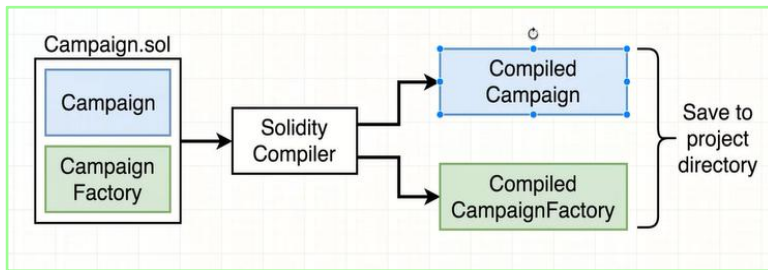 Campaign.sol
Campaign
Campaign
Factory
Solidity
Compiler
Compiled
Campaign
Compiled
CampaignFactory
Save to
project
directory